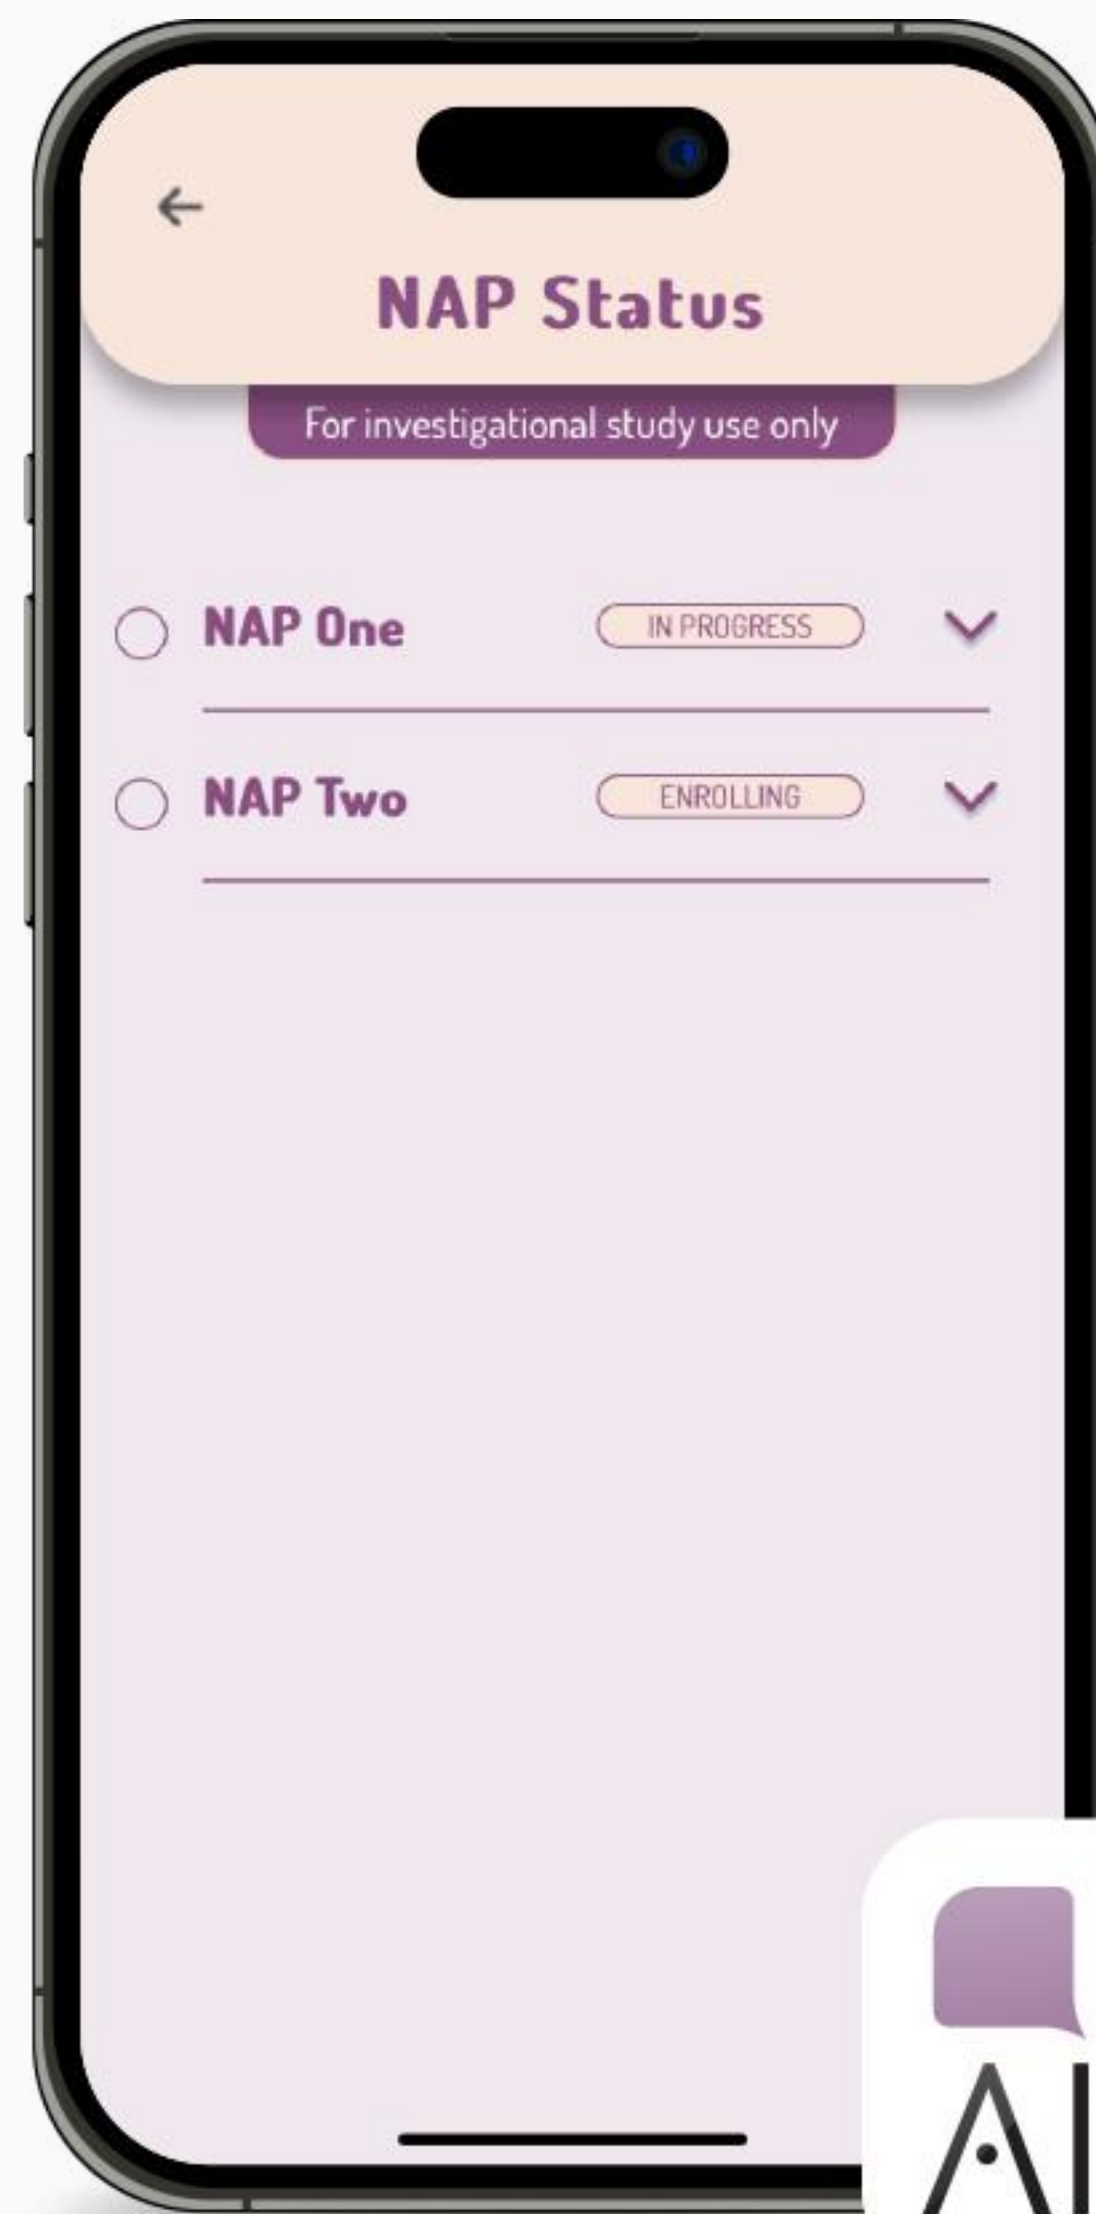 NAP Status
For investigational study use only
NAP One IN PROGRESS
NAP Two ENROLLING